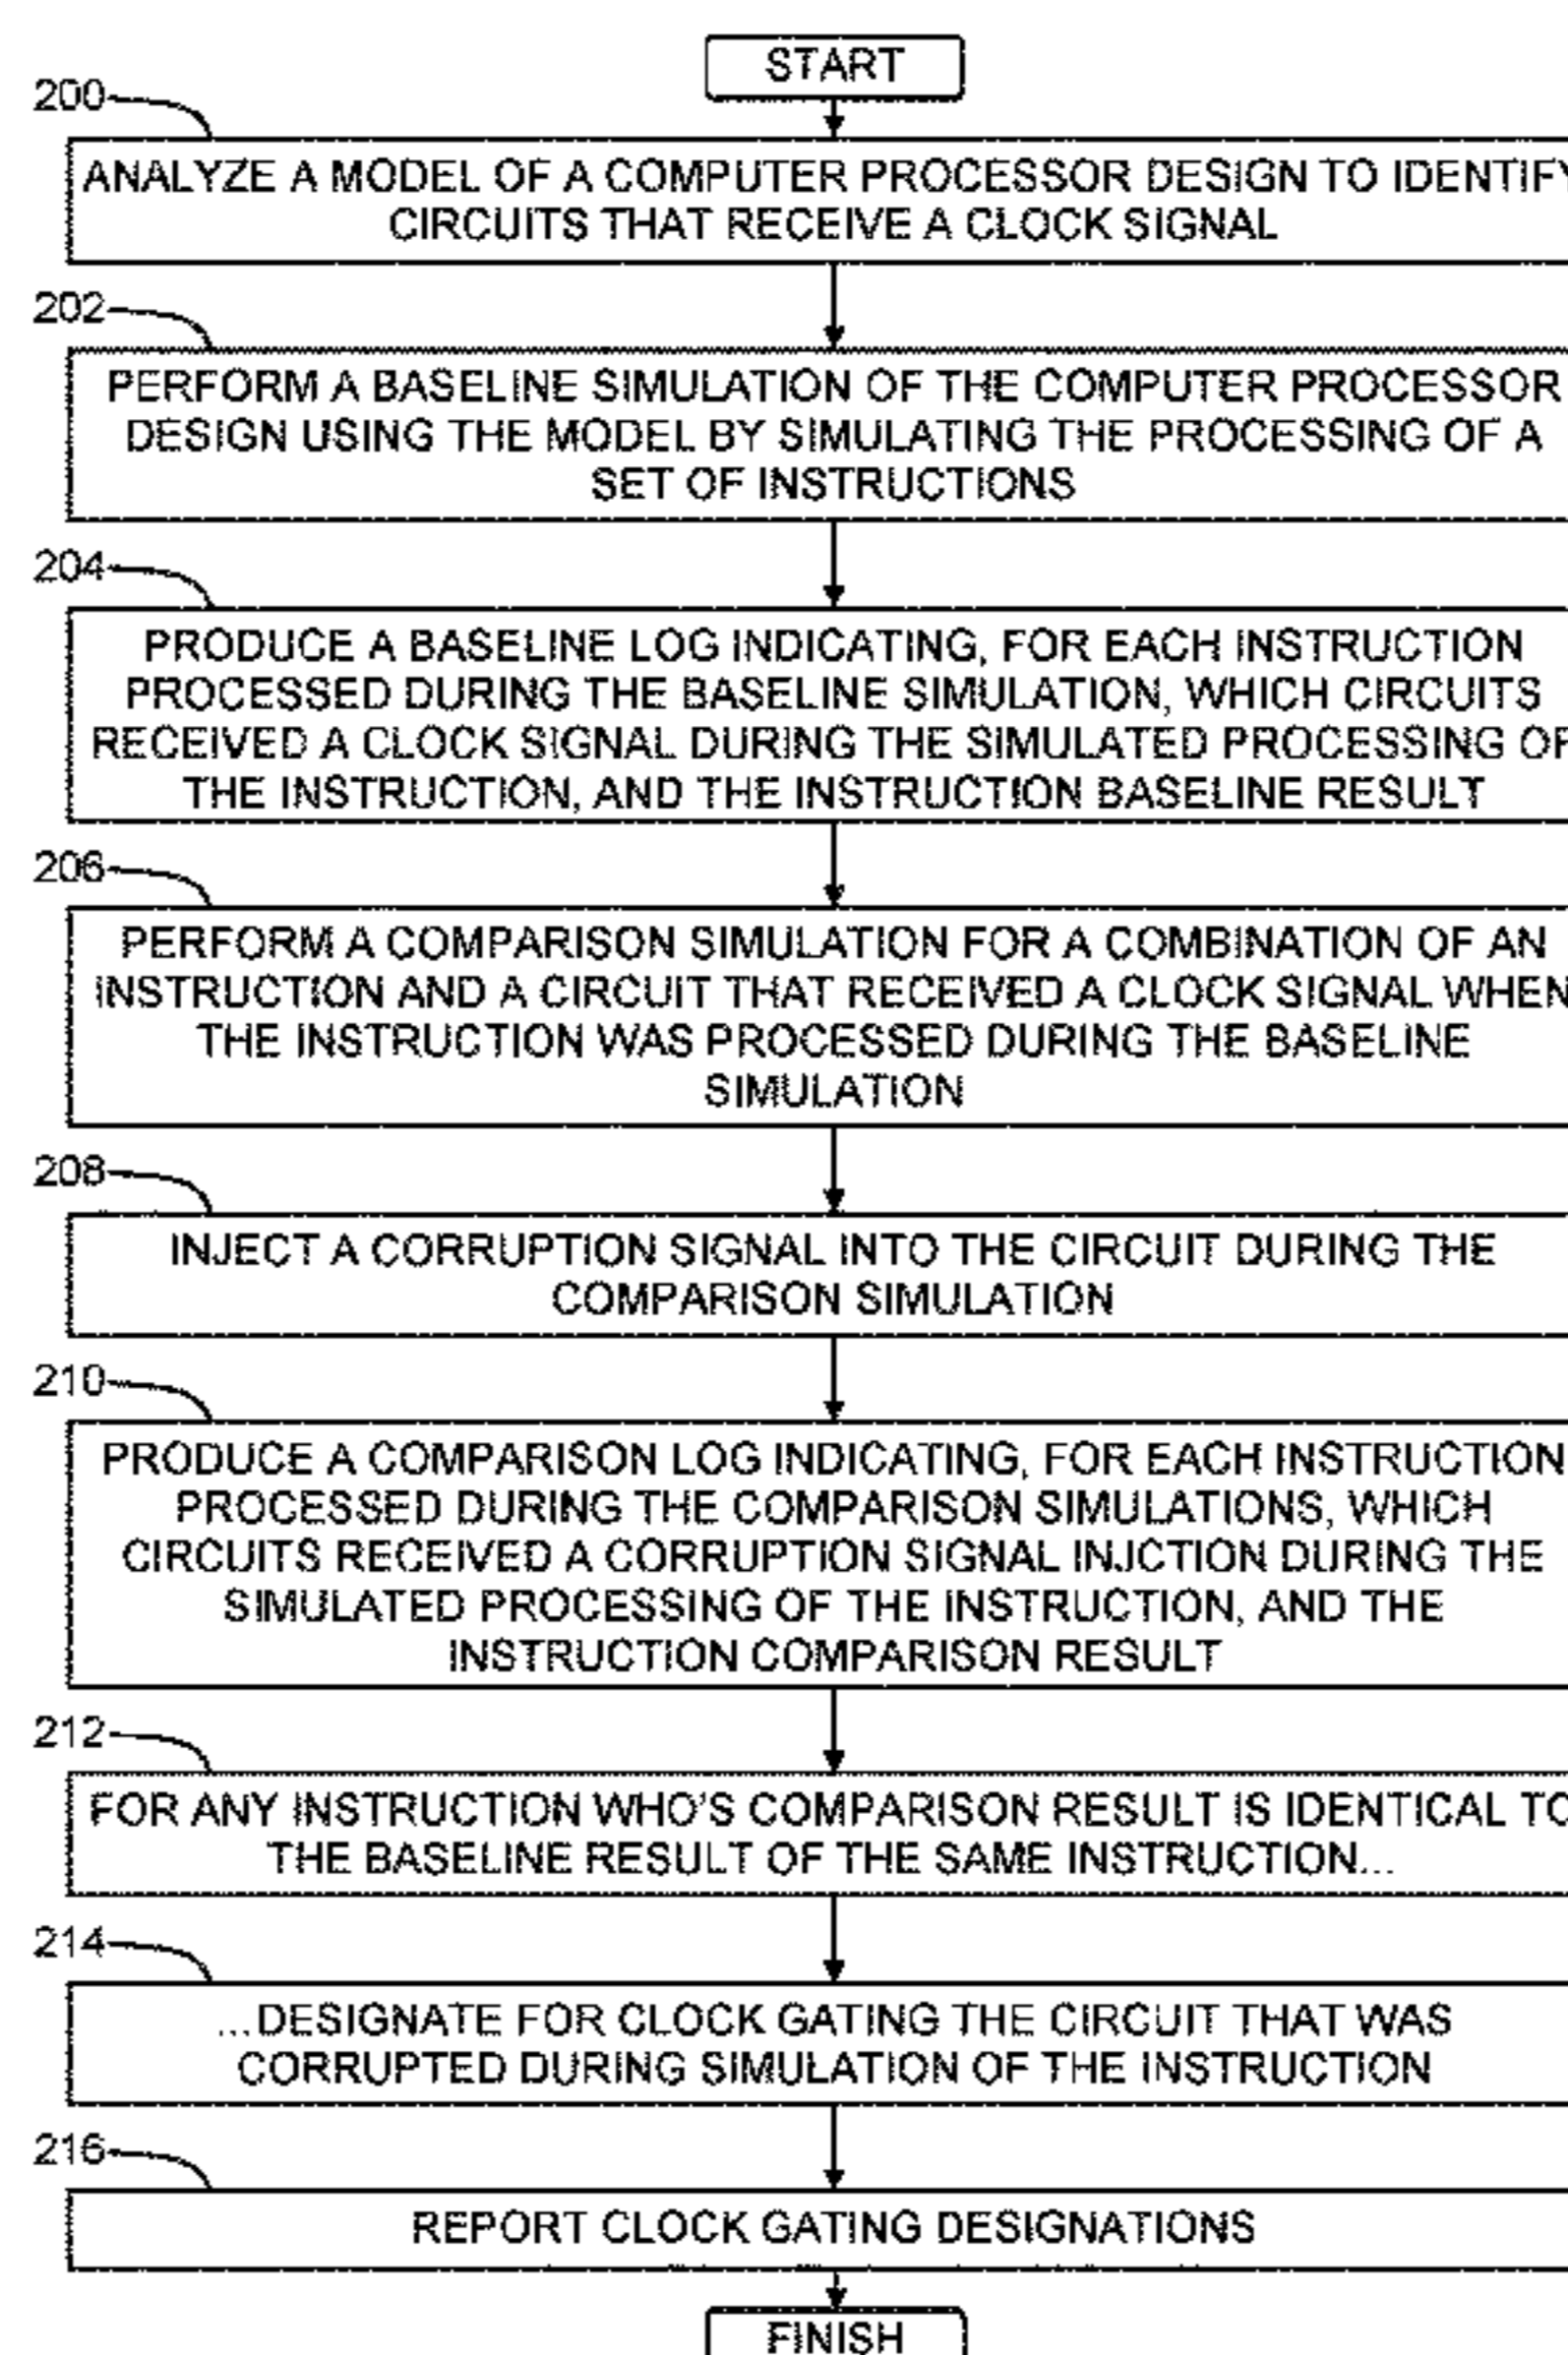 START
200
ANALYZE A MODEL OF A COMPUTER PROCESSOR DESIGN TO IDENTIFY
CIRCUITS THAT RECEIVE A CLOCK SIGNAL
202
PERFORM A BASELINE SIMULATION OF THE COMPUTER PROCESSOR
DESIGN USING THE MODEL BY SIMULATING THE PROCESSING OF A
SET OF INSTRUCTIONS
204
PRODUCE A BASELINE LOG INDICATING, FOR EACH INSTRUCTION
PROCESSED DURING THE BASELINE SIMULATION, WHICH CIRCUITS
RECEIVED A CLOCK SIGNAL DURING THE SIMULATED PROCESSING OF
THE INSTRUCTION, AND THE INSTRUCTION BASELINE RESULT
206
PERFORM A COMPARISON SIMULATION FOR A COMBINATION OF AN
INSTRUCTION AND A CIRCUIT THAT RECEIVED A CLOCK SIGNAL WHEN
THE INSTRUCTION WAS PROCESSED DURING THE BASELINE
SIMULATION
208
INJECT A CORRUPTION SIGNAL INTO THE CIRCUIT DURING THE
COMPARISON SIMULATION
210
PRODUCE A COMPARISON LOG INDICATING, FOR EACH INSTRUCTION
PROCESSED DURING THE COMPARISON SIMULATIONS, WHICH
CIRCUITS RECEIVED A CORRUPTION SIGNAL INJCTION DURING THE
SIMULATED PROCESSING OF THE INSTRUCTION, AND THE
INSTRUCTION COMPARISON RESULT
212
FOR ANY INSTRUCTION WHO'S COMPARISON RESULT IS IDENTICAL TO
THE BASELINE RESULT OF THE SAME INSTRUCTION...
214
...DESIGNATE FOR CLOCK GATING THE CIRCUIT THAT WAS
CORRUPTED DURING SIMULATION OF THE INSTRUCTION
216
REPORT CLOCK GATING DESIGNATIONS
FINISH